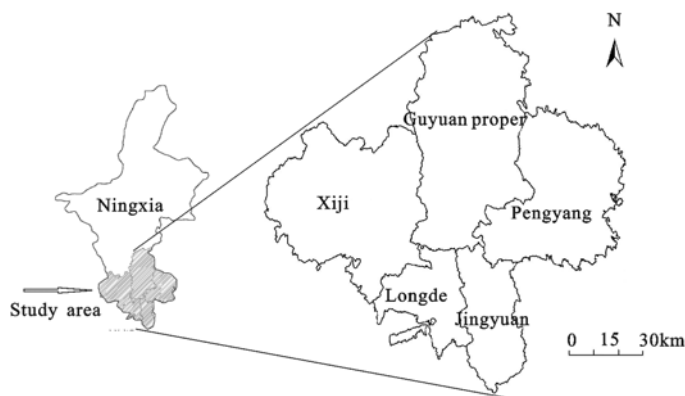 N
Guyuan proper
Ningxia
Xiji
Pengyang
Study area
Longde
Jingyuan
0 15 30km